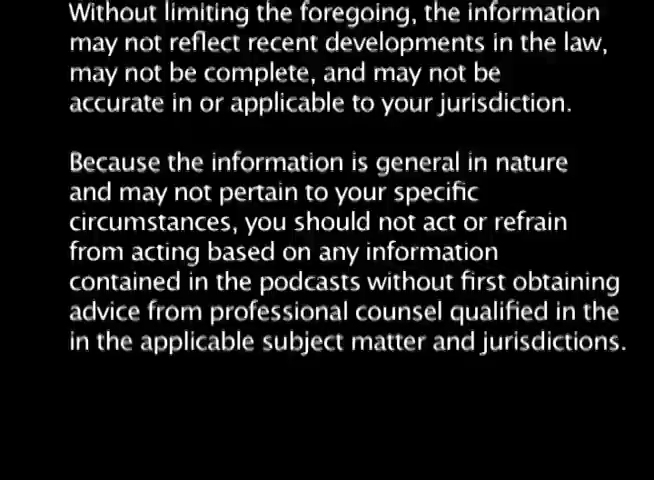 Without limiting the foregoing, the information
may not reflect recent developments in the law,
may not be complete, and may not be
accurate in or applicable to your jurisdiction.
Because the information is general in nature
and may not pertain to your specific
circumstances, you should not act or refrain
from acting based on any information
contained in the podcasts without first obtaining
advice from professional counsel qualified in the
in the applicable subject matter and jurisdictions.